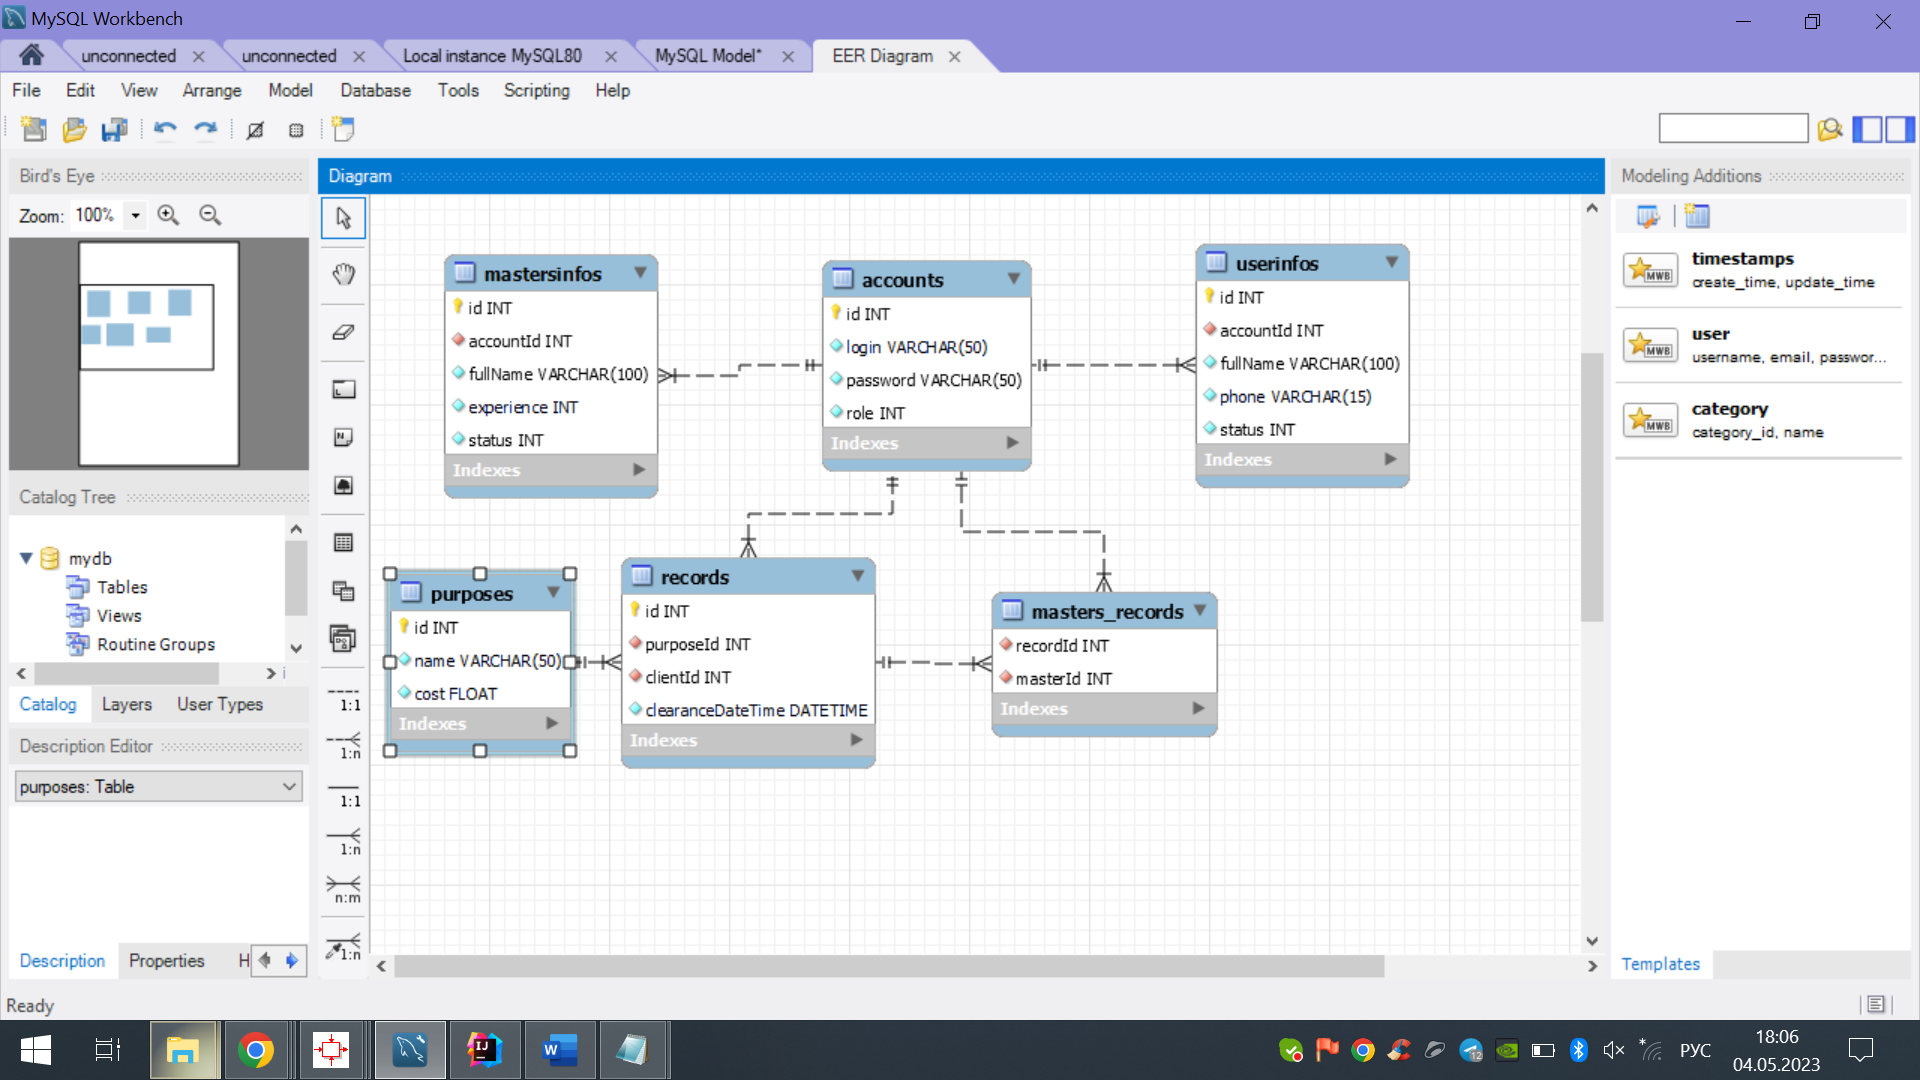 MySQL Workbench
unconnected
unconnected
Local instance MySQL80
MySQL Model*
EER Diagram
File Edit View Arrange Model Database Tools Scripting Help
Bird's Eye
Zoom: 100%
Catalog Tree
mydb
Tables
Views
Routine Groups
Catalog Layers User Types
Description Editor
purposes: Table
Description Properties H
Ready
Diagram
1:1
1:n
1:1
1:n
n:m
1:n
mastersinfos
id INT
accountId INT
fullName VARCHAR(100)
experience INT
status INT
Indexes
accounts
id INT
login VARCHAR(50)
password VARCHAR(50)
role INT
Indexes
userinfos
id INT
accountId INT
fullName VARCHAR(100)
phone VARCHAR(15)
status INT
Indexes
purposes
id INT
name VARCHAR(50)
cost FLOAT
Indexes
records
id INT
purposeId INT
clientId INT
clearanceDateTime DATETIME
Indexes
masters_records
recordId INT
masterId INT
Indexes
Modeling Additions
MWB
timestamps
create_time, update_time
MWB
user
username, email, passwor...
MWB
category
category_id, name
Templates
IJ
W
12
РУС
18:06
04.05.2023